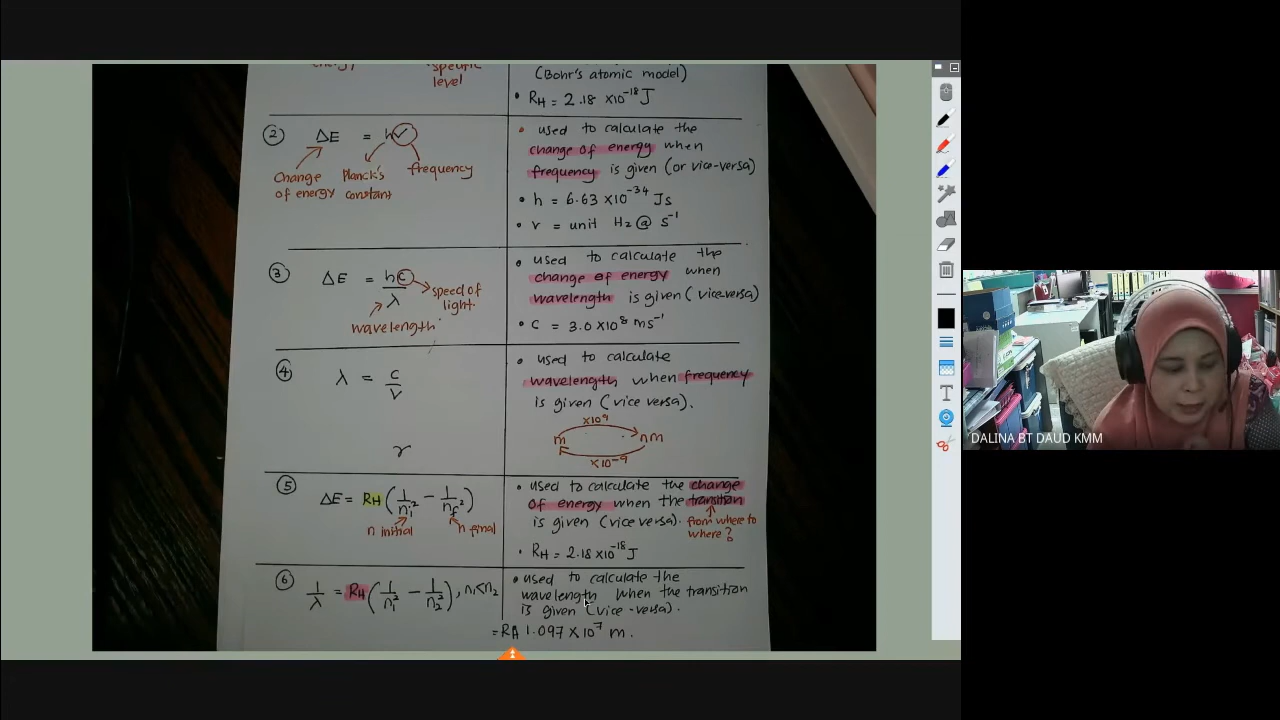 energy
specific
level
(Bohr's atomic model)
• RH = 2.18 x10⁻¹⁸ J
② ΔE = hν
Change of energy
Planck's constant
frequency
• used to calculate the
change of energy when
frequency is given (or vice-versa)
• h = 6.63 x10⁻³⁴ Js
• v = unit Hz @ s⁻¹
③ ΔE = hc/λ
speed of light.
wavelength
• used to calculate the
change of energy when
wavelength is given (viceversa)
• c = 3.0 x10⁸ ms⁻¹
④ λ = c/v
r
• used to calculate
wavelength when frequency
is given (vice versa).
x10⁹
m nm
x10⁻⁹
⑤ ΔE = RH (1/ni² − 1/nf²)
n initial n final
• used to calculate the change
of energy when the transition
is given (vice versa). from where to
where?
• RH = 2.18 x10⁻¹⁸ J
⑥ 1/λ = RH (1/n1² − 1/n2²), n1<n2
• used to calculate the
wavelength when the transition
is given (vice-versa).
= RA 1.097 x 10⁷ m.
DALINA BT DAUD KMM
T